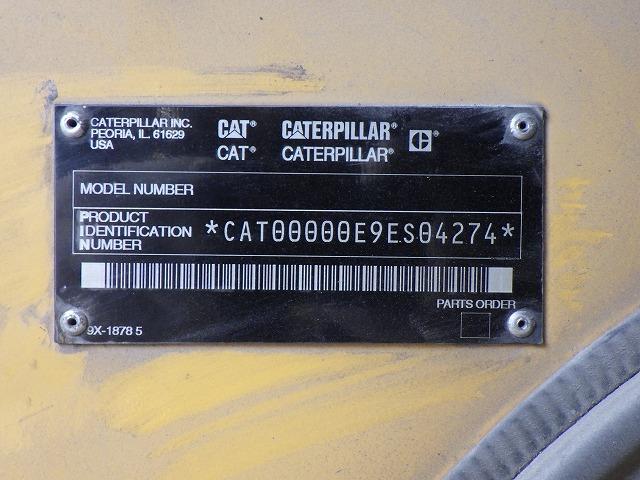 CATERPILLAR INC.
PEORIA, IL. 61629
USA
CAT® CATERPILLAR®
CAT® CATERPILLAR®
MODEL NUMBER
PRODUCT
IDENTIFICATION
NUMBER
*CAT00000E9ES04274*
PARTS ORDER
9X-1878 5